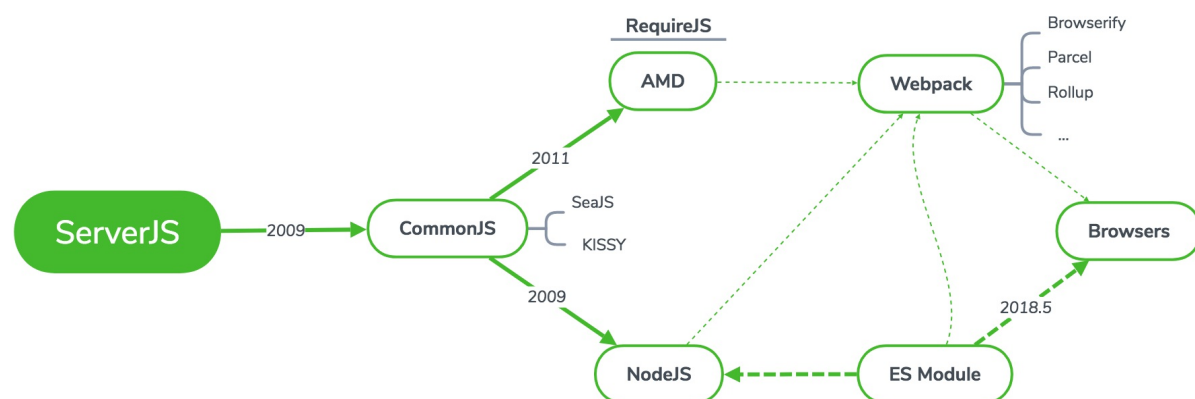 RequireJS
AMD
Webpack
Browserify
Parcel
Rollup
...
2011
ServerJS
2009
CommonJS
SeaJS
KISSY
Browsers
2009
2018.5
NodeJS
ES Module